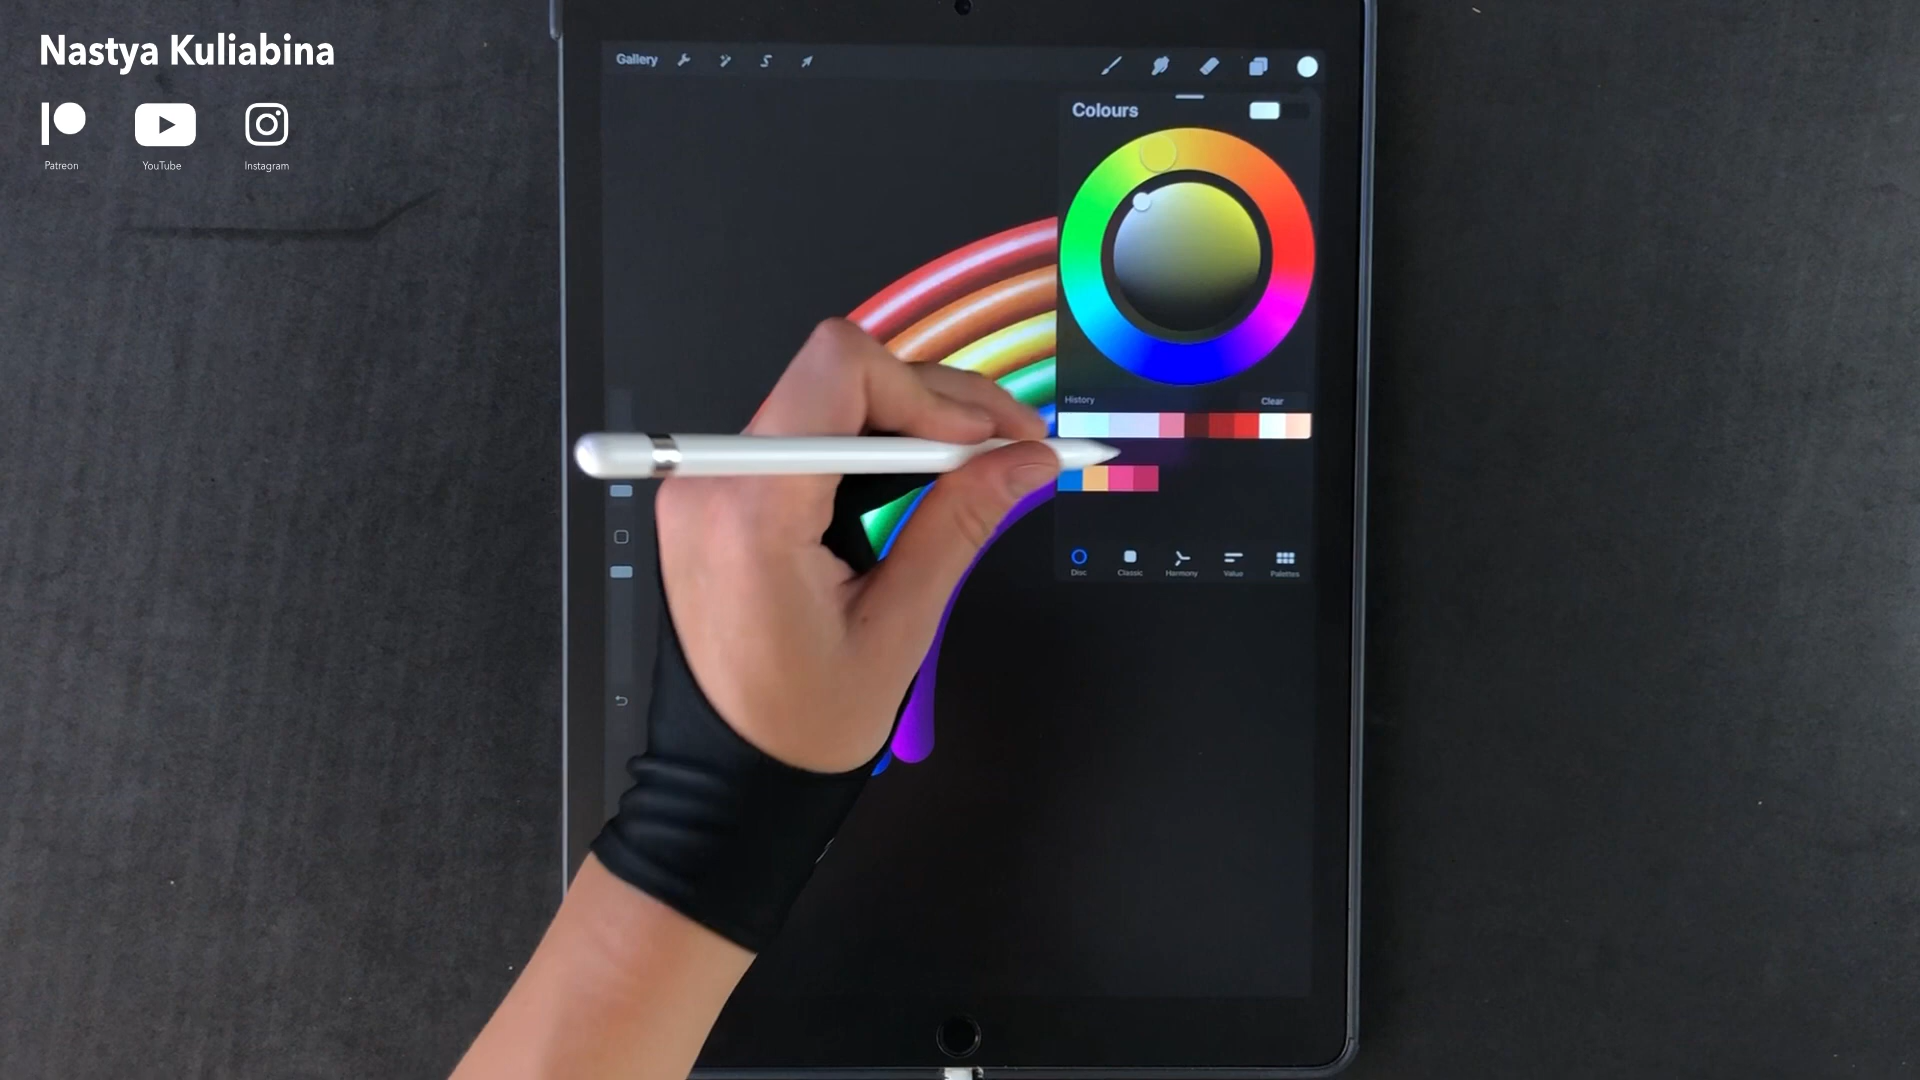 Nastya Kuliabina
Patreon
YouTube
Instagram
Gallery
Colours
History
Clear
Disc
Classic
Harmony
Value
Palettes